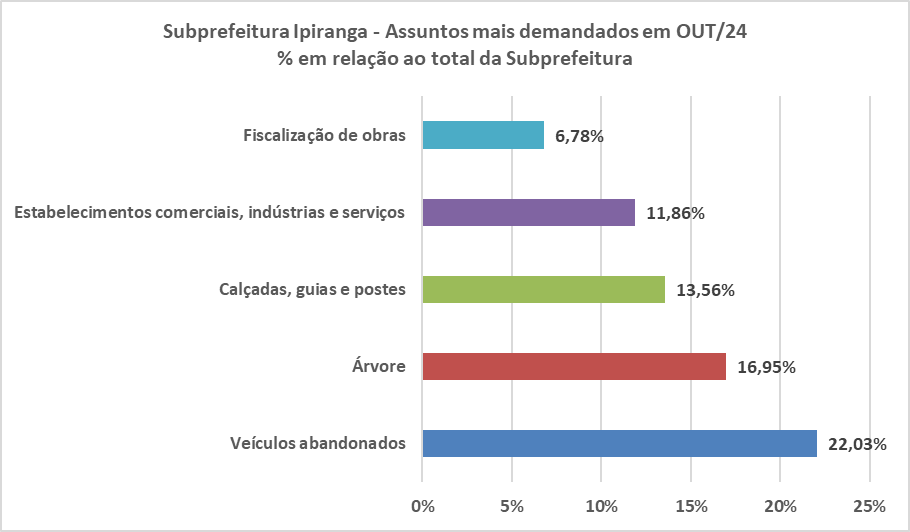 Subprefeitura Ipiranga - Assuntos mais demandados em OUT/24
% em relação ao total da Subprefeitura
Fiscalização de obras
6,78%
Estabelecimentos comerciais, indústrias e serviços
11,86%
Calçadas, guias e postes
13,56%
Árvore
16,95%
Veículos abandonados
22,03%
0% 5% 10% 15% 20% 25%